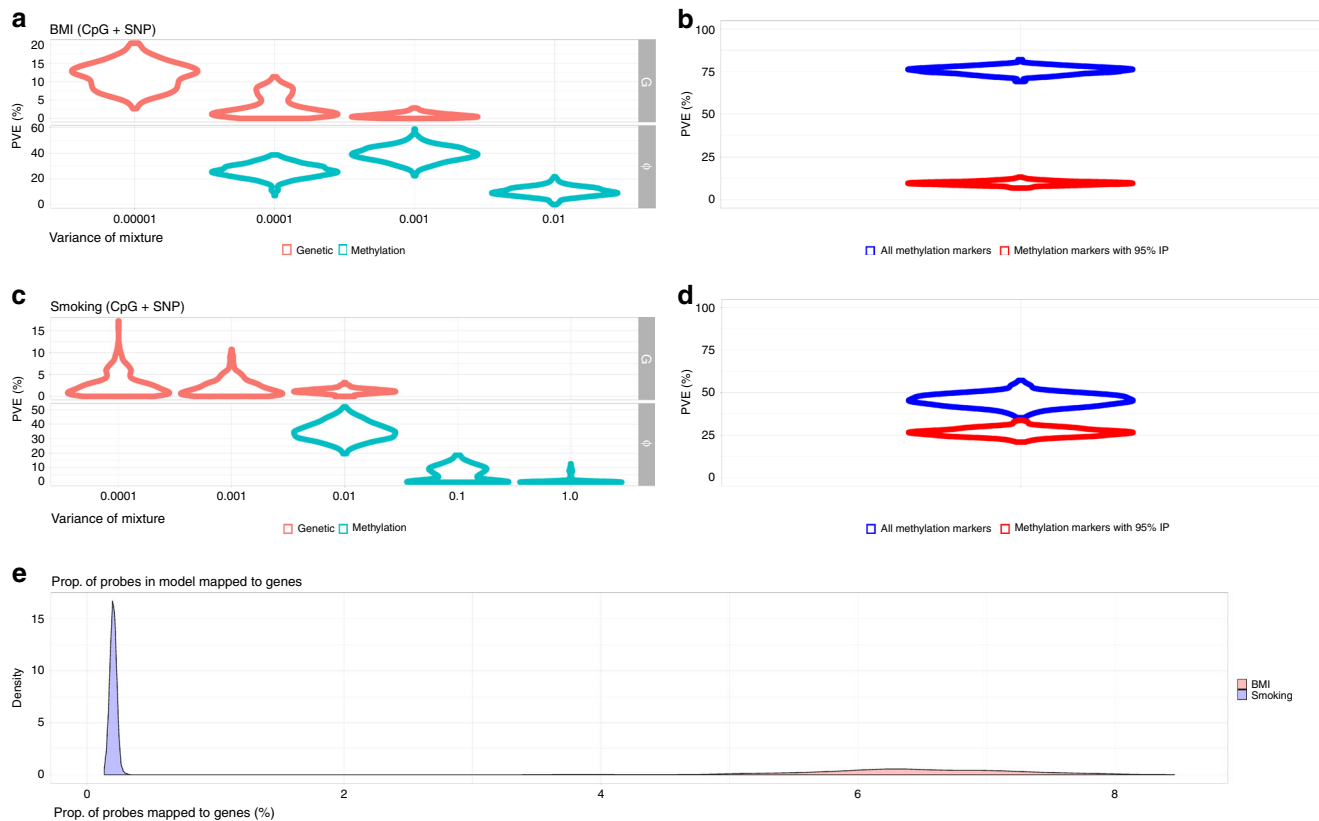 a
BMI (CpG + SNP)
PVE (%)
20
15
10
5
0
G
60
40
20
0
ϕ
0.00001 0.0001 0.001 0.01
Variance of mixture
Genetic Methylation
b
PVE (%)
100
75
50
25
0
All methylation markers Methylation markers with 95% IP
c
Smoking (CpG + SNP)
PVE (%)
15
10
5
0
G
50
40
30
20
10
0
ϕ
0.0001 0.001 0.01 0.1 1.0
Variance of mixture
Genetic Methylation
d
PVE (%)
100
75
50
25
0
All methylation markers Methylation markers with 95% IP
e
Prop. of probes in model mapped to genes
Density
15
10
5
0
0 2 4 6 8
Prop. of probes mapped to genes (%)
BMI
Smoking